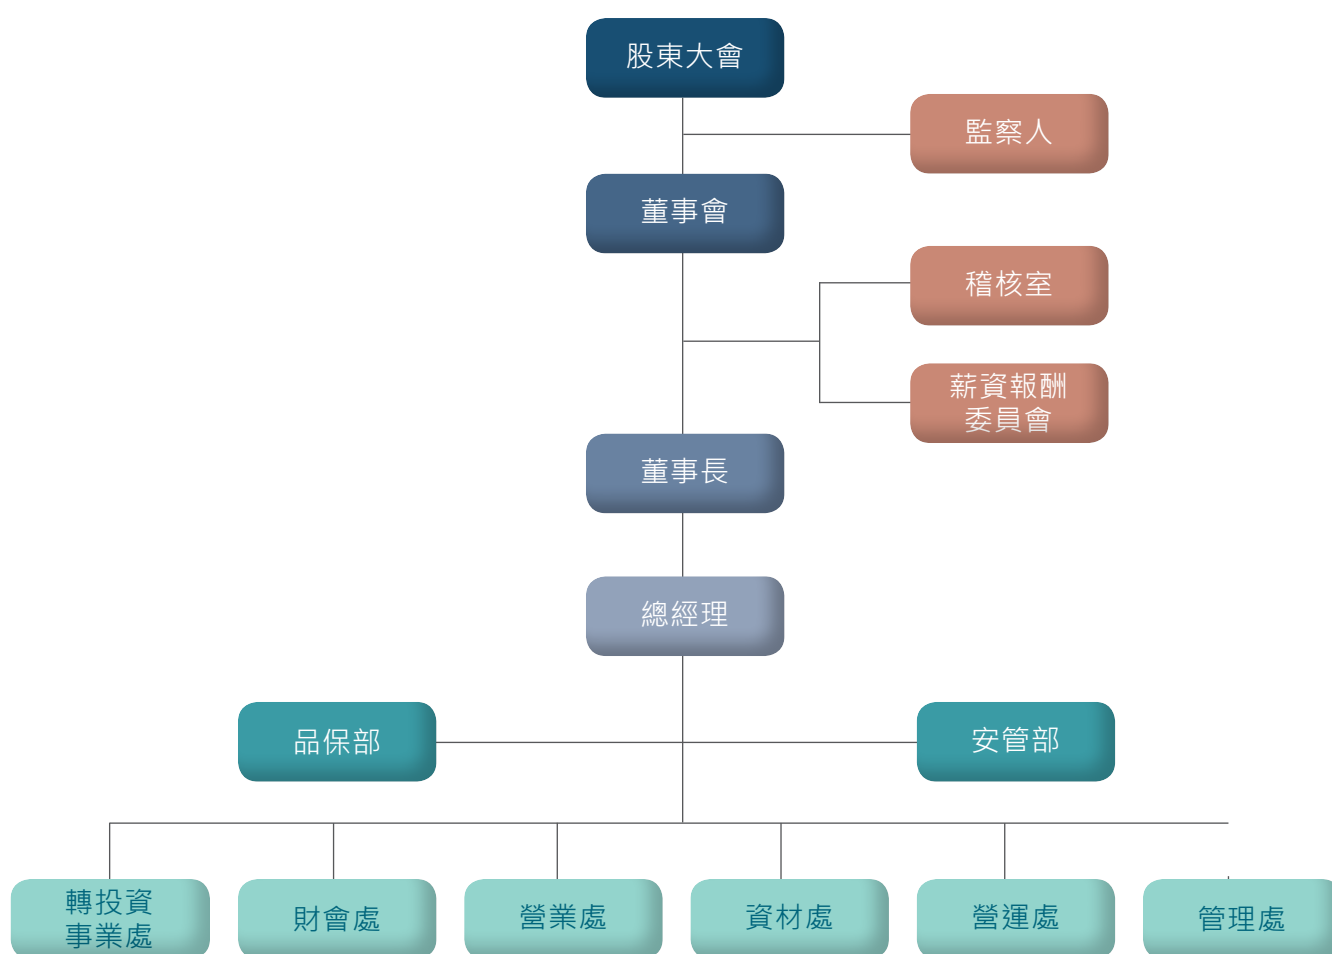 股東大會
監察人
董事會
稽核室
薪資報酬
委員會
董事長
總經理
品保部
安管部
轉投資
事業處
財會處
營業處
資材處
營運處
管理處